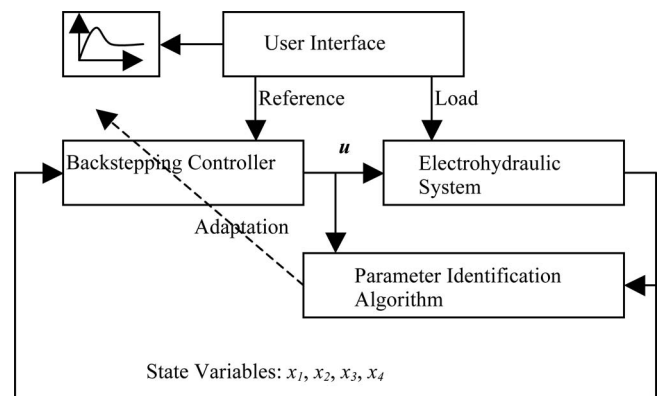 User Interface
Reference
Load
Backstepping Controller
u
Electrohydraulic
System
Adaptation
Parameter Identification
Algorithm
State Variables: x₁, x₂, x₃, x₄